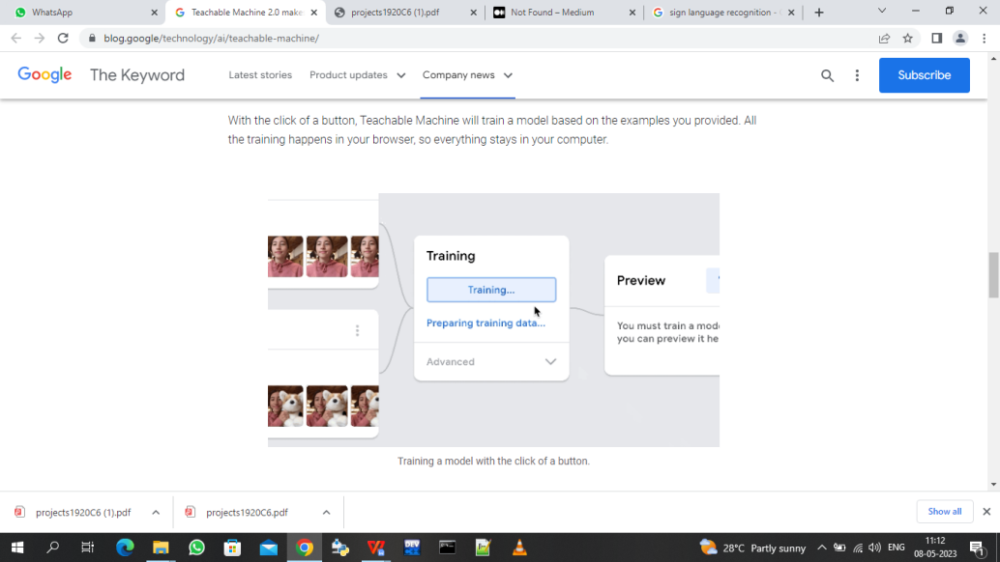 WhatsApp
Teachable Machine 2.0 make
projects1920C6 (1).pdf
Not Found – Medium
sign language recognition -
blog.google/technology/ai/teachable-machine/
Google The Keyword
Latest stories
Product updates
Company news
Subscribe
With the click of a button, Teachable Machine will train a model based on the examples you provided. All
the training happens in your browser, so everything stays in your computer.
Training
Training...
Preparing training data...
Advanced
Preview
You must train a mod
you can preview it he
Training a model with the click of a button.
projects1920C6 (1).pdf
projects1920C6.pdf
Show all
DEV
28°C Partly sunny
ENG
11:12
08-05-2023
1